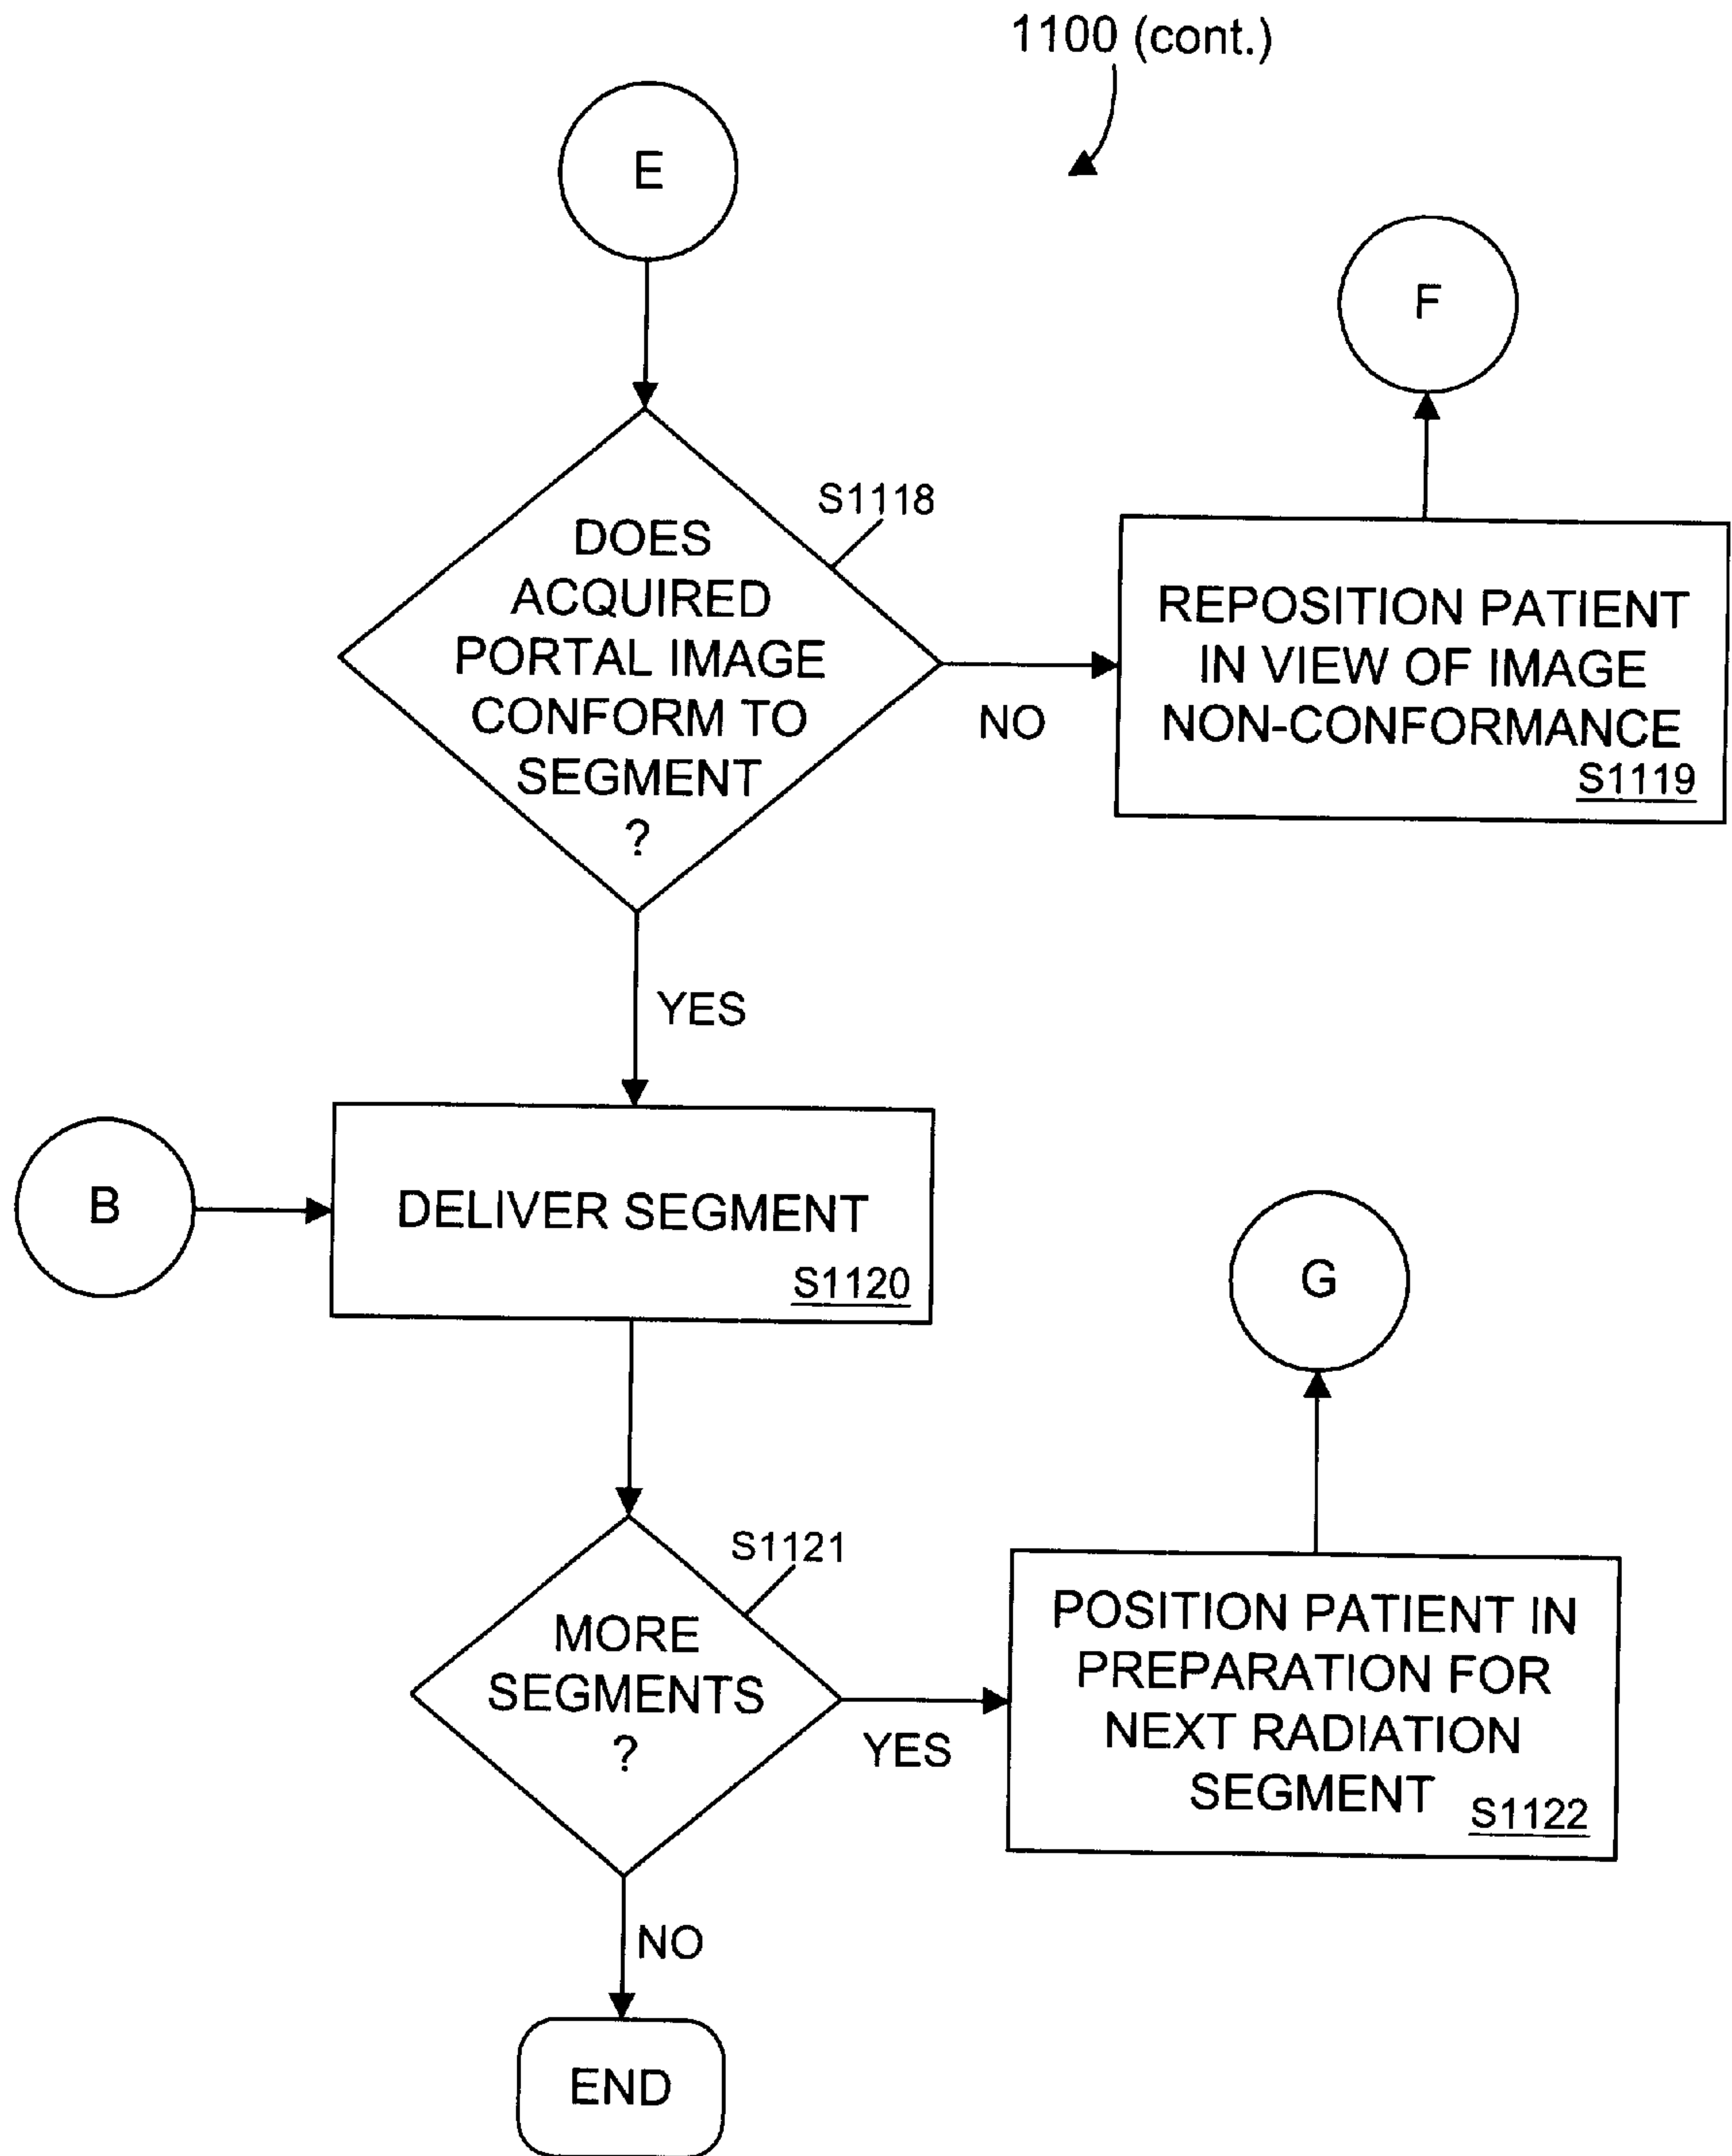 1100 (cont.)
E
F
S1118
DOES
ACQUIRED
PORTAL IMAGE
CONFORM TO
SEGMENT
?
NO
REPOSITION PATIENT
IN VIEW OF IMAGE
NON-CONFORMANCE
S1119
YES
B
DELIVER SEGMENT
S1120
G
S1121
MORE
SEGMENTS
?
YES
POSITION PATIENT IN
PREPARATION FOR
NEXT RADIATION
SEGMENT
S1122
NO
END